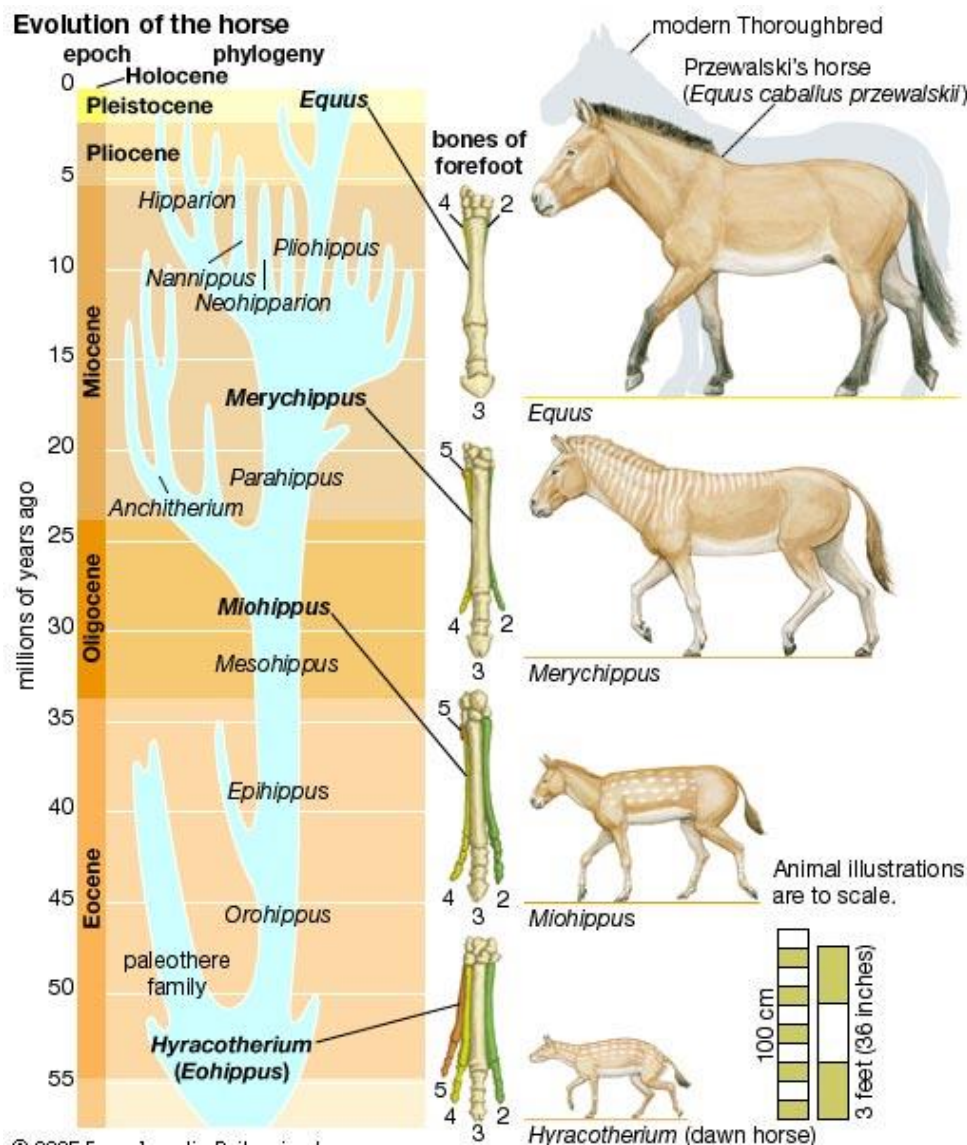 Evolution of the horse
epoch
phylogeny
Holocene
Pleistocene
Pliocene
Miocene
Oligocene
Eocene
millions of years ago
0
5
10
15
20
25
30
35
40
45
50
55
Equus
Hipparion
Pliohippus
Nannippus
Neohipparion
Merychippus
Parahippus
Anchitherium
Miohippus
Mesohippus
Epihippus
Orohippus
paleothere
family
Hyracotherium
(Eohippus)
bones of
forefoot
4
2
3
5
4
2
3
5
4
2
3
5
4
2
3
modern Thoroughbred
Przewalski's horse
(Equus caballus przewalskii)
Equus
Merychippus
Miohippus
Animal illustrations
are to scale.
100 cm
3 feet (36 inches)
Hyracotherium (dawn horse)